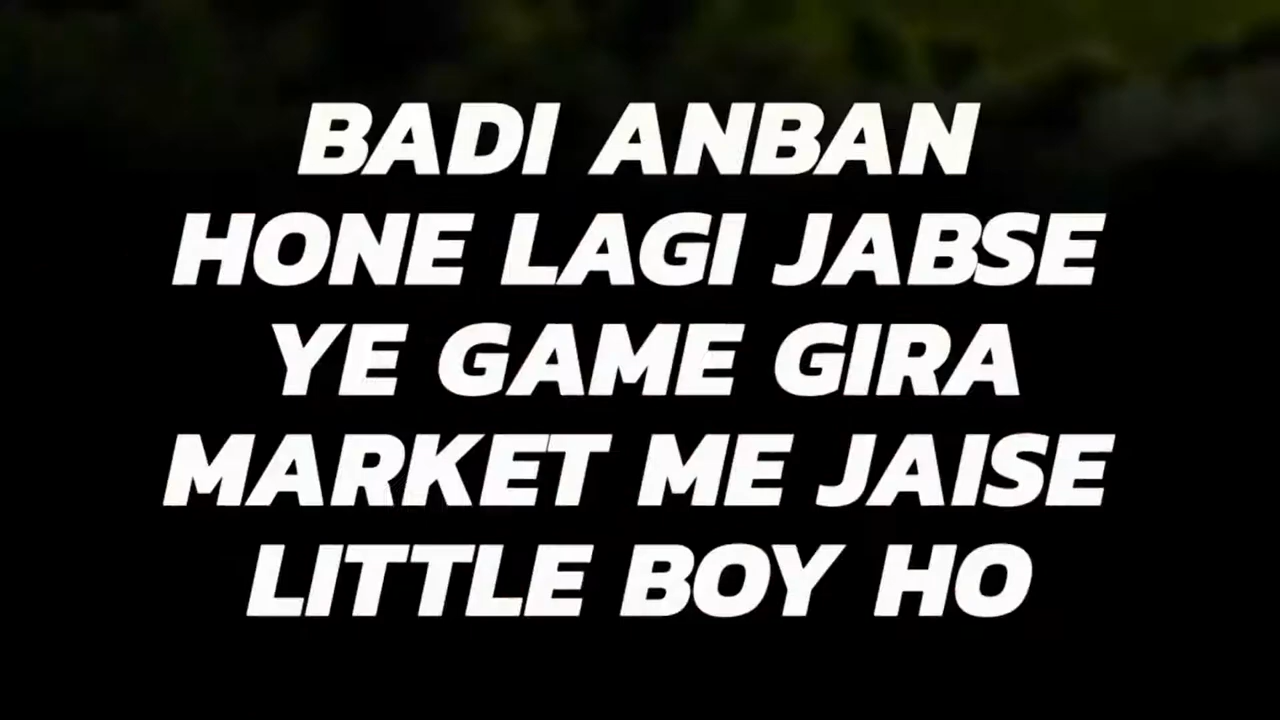 BADI ANBAN
HONE LAGI JABSE
YE GAME GIRA
MARKET ME JAISE
LITTLE BOY HO